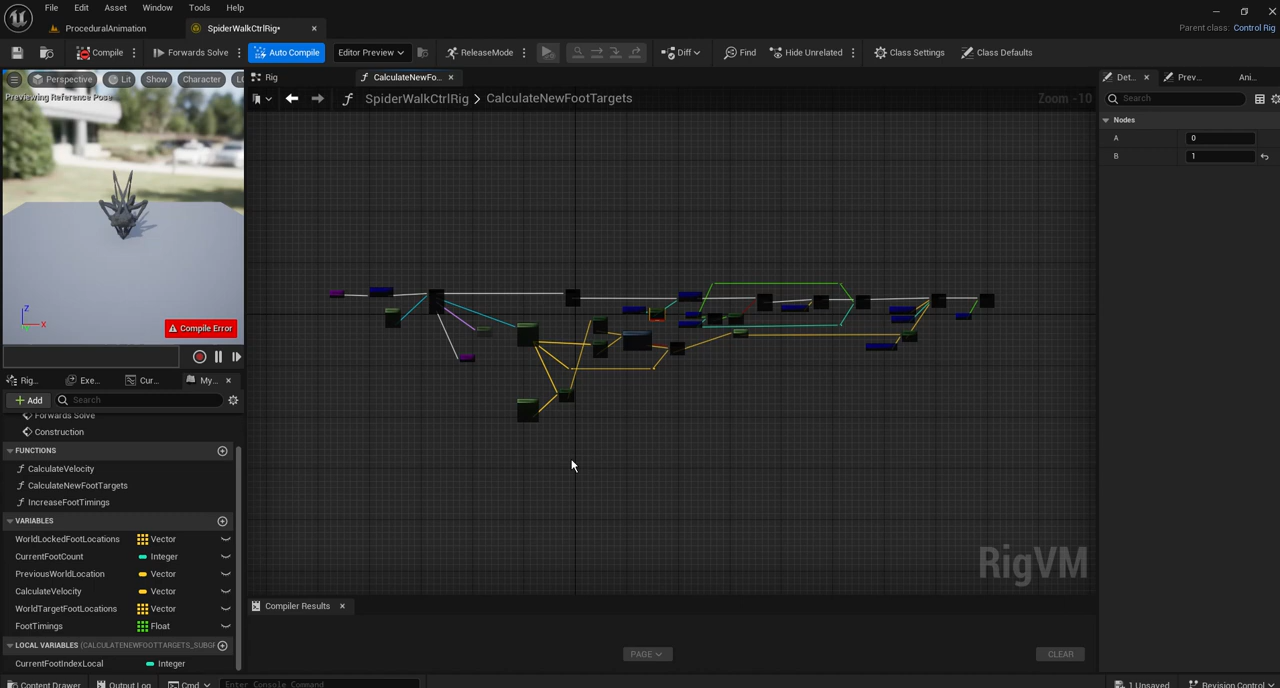 File Edit Asset Window Tools Help
ProceduralAnimation
SpiderWalkCtrlRig*
Parent class: Control Rig
Compile
Forwards Solve
Auto Compile
Editor Preview
ReleaseMode
Diff
Find
Hide Unrelated
Class Settings
Class Defaults
Perspective
Lit
Show
Character
Previewing Reference Pose
Z
X
Compile Error
Rig
CalculateNewFo...
SpiderWalkCtrlRig > CalculateNewFootTargets
Zoom -10
RigVM
Det...
Prev...
Ani...
Search
Nodes
A 0
B 1
Rig...
Exe...
Cur...
My...
+ Add
Search
Forwards Solve
Construction
FUNCTIONS
CalculateVelocity
CalculateNewFootTargets
IncreaseFootTimings
VARIABLES
WorldLockedFootLocations Vector
CurrentFootCount Integer
PreviousWorldLocation Vector
CalculateVelocity Vector
WorldTargetFootLocations Vector
FootTimings Float
LOCAL VARIABLES (CALCULATENEWFOOTTARGETS_SUBGR
CurrentFootIndexLocal Integer
Compiler Results
PAGE
CLEAR
Content Drawer
Output Log
Cmd
Enter Console Command
1 Unsaved
Revision Control